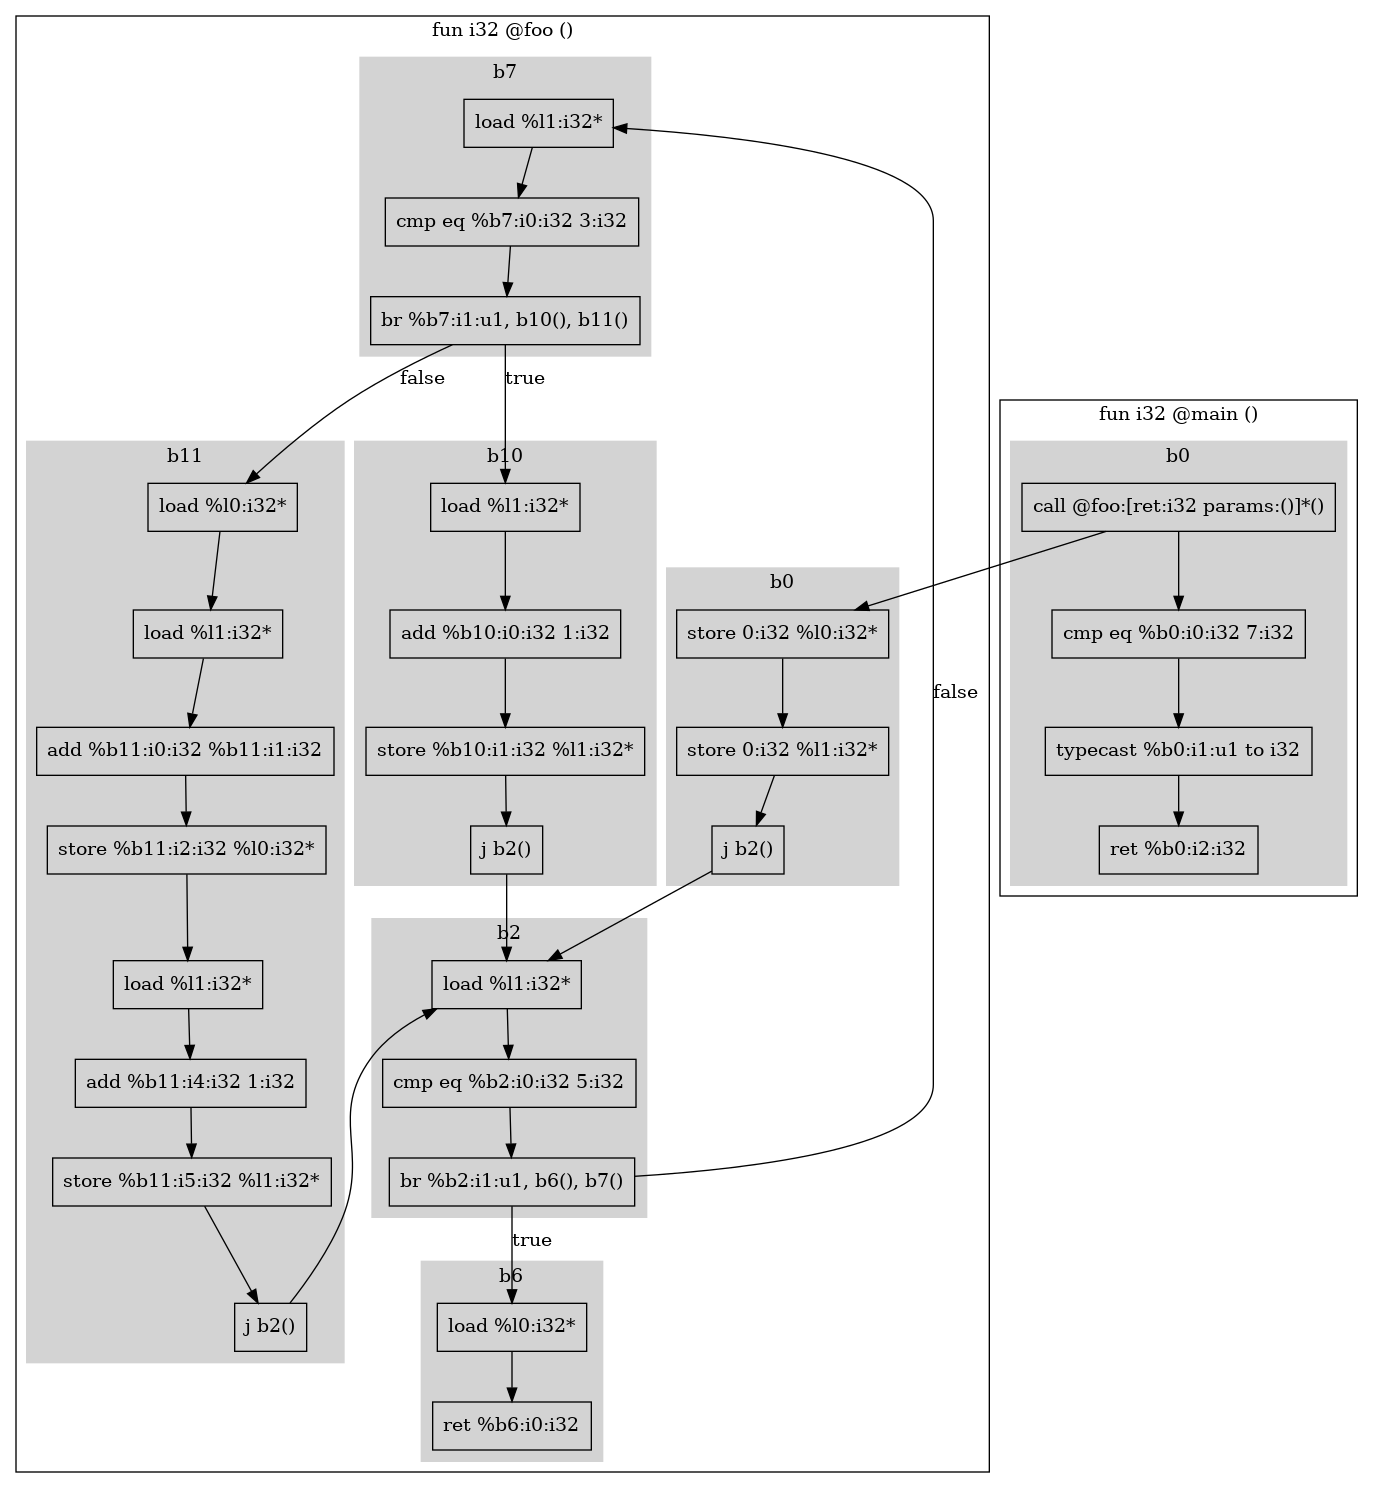 fun i32 @foo ()
b7
load %l1:i32*
cmp eq %b7:i0:i32 3:i32
br %b7:i1:u1, b10(), b11()
false
true
b11
load %l0:i32*
load %l1:i32*
add %b11:i0:i32 %b11:i1:i32
store %b11:i2:i32 %l0:i32*
load %l1:i32*
add %b11:i4:i32 1:i32
store %b11:i5:i32 %l1:i32*
j b2()
b10
load %l1:i32*
add %b10:i0:i32 1:i32
store %b10:i1:i32 %l1:i32*
j b2()
b0
store 0:i32 %l0:i32*
store 0:i32 %l1:i32*
j b2()
b2
load %l1:i32*
cmp eq %b2:i0:i32 5:i32
br %b2:i1:u1, b6(), b7()
false
true
b6
load %l0:i32*
ret %b6:i0:i32
fun i32 @main ()
b0
call @foo:[ret:i32 params:()]*()
cmp eq %b0:i0:i32 7:i32
typecast %b0:i1:u1 to i32
ret %b0:i2:i32